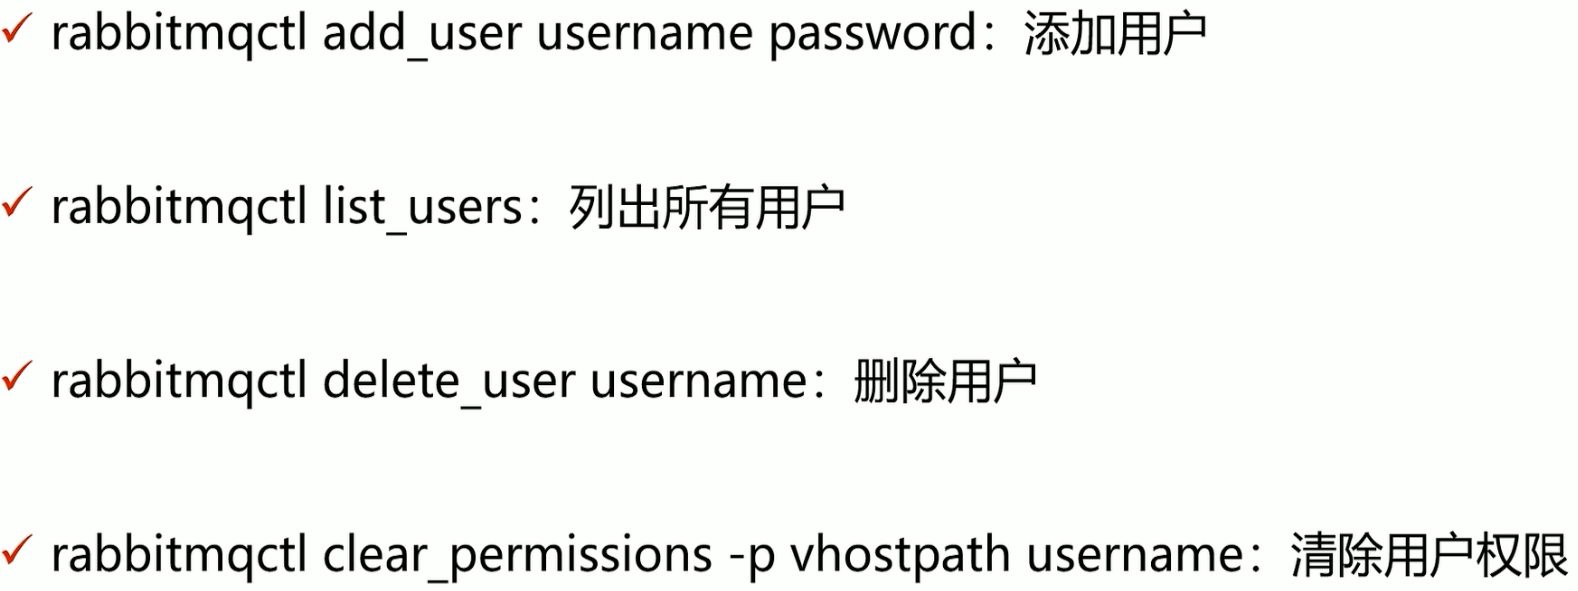 ✓ rabbitmqctl add_user username password：添加用户
✓ rabbitmqctl list_users：列出所有用户
✓ rabbitmqctl delete_user username：删除用户
✓ rabbitmqctl clear_permissions -p vhostpath username：清除用户权限